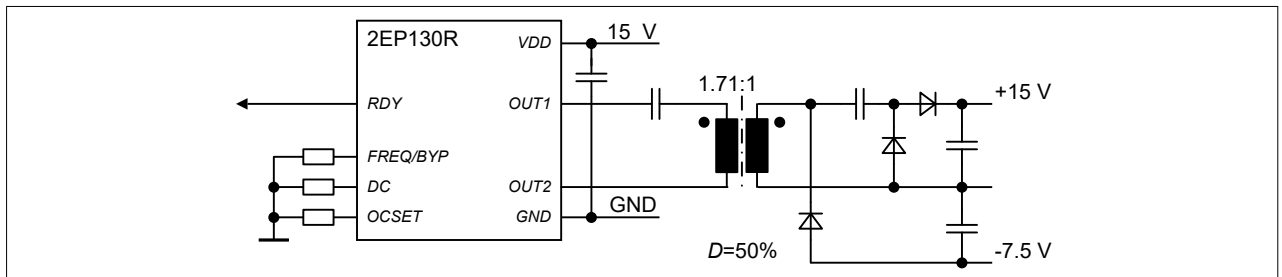 2EP130R
VDD
15 V
1.71:1
+15 V
RDY
OUT1
FREQ/BYP
DC
OUT2
OCSET
GND
GND
D=50%
-7.5 V